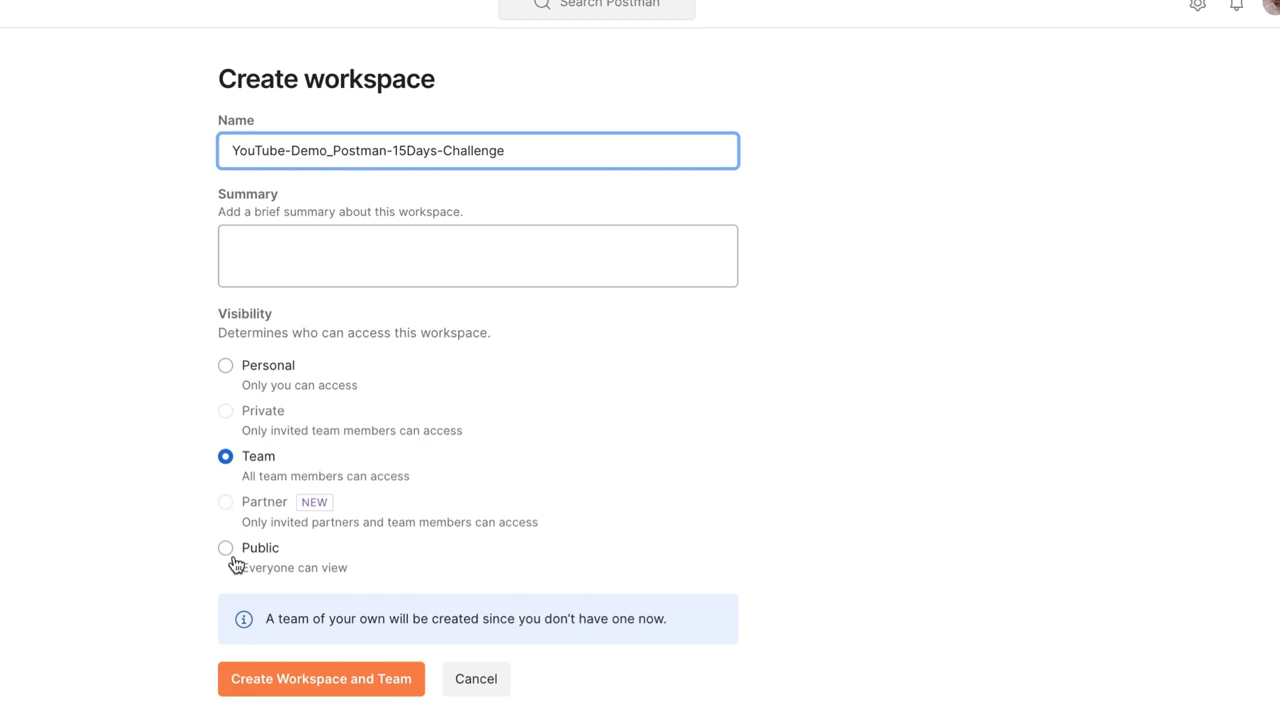 Search Postman
Create workspace
Name
YouTube-Demo_Postman-15Days-Challenge
Summary
Add a brief summary about this workspace.
Visibility
Determines who can access this workspace.
Personal
Only you can access
Private
Only invited team members can access
Team
All team members can access
Partner NEW
Only invited partners and team members can access
Public
Everyone can view
A team of your own will be created since you don’t have one now.
Create Workspace and Team Cancel